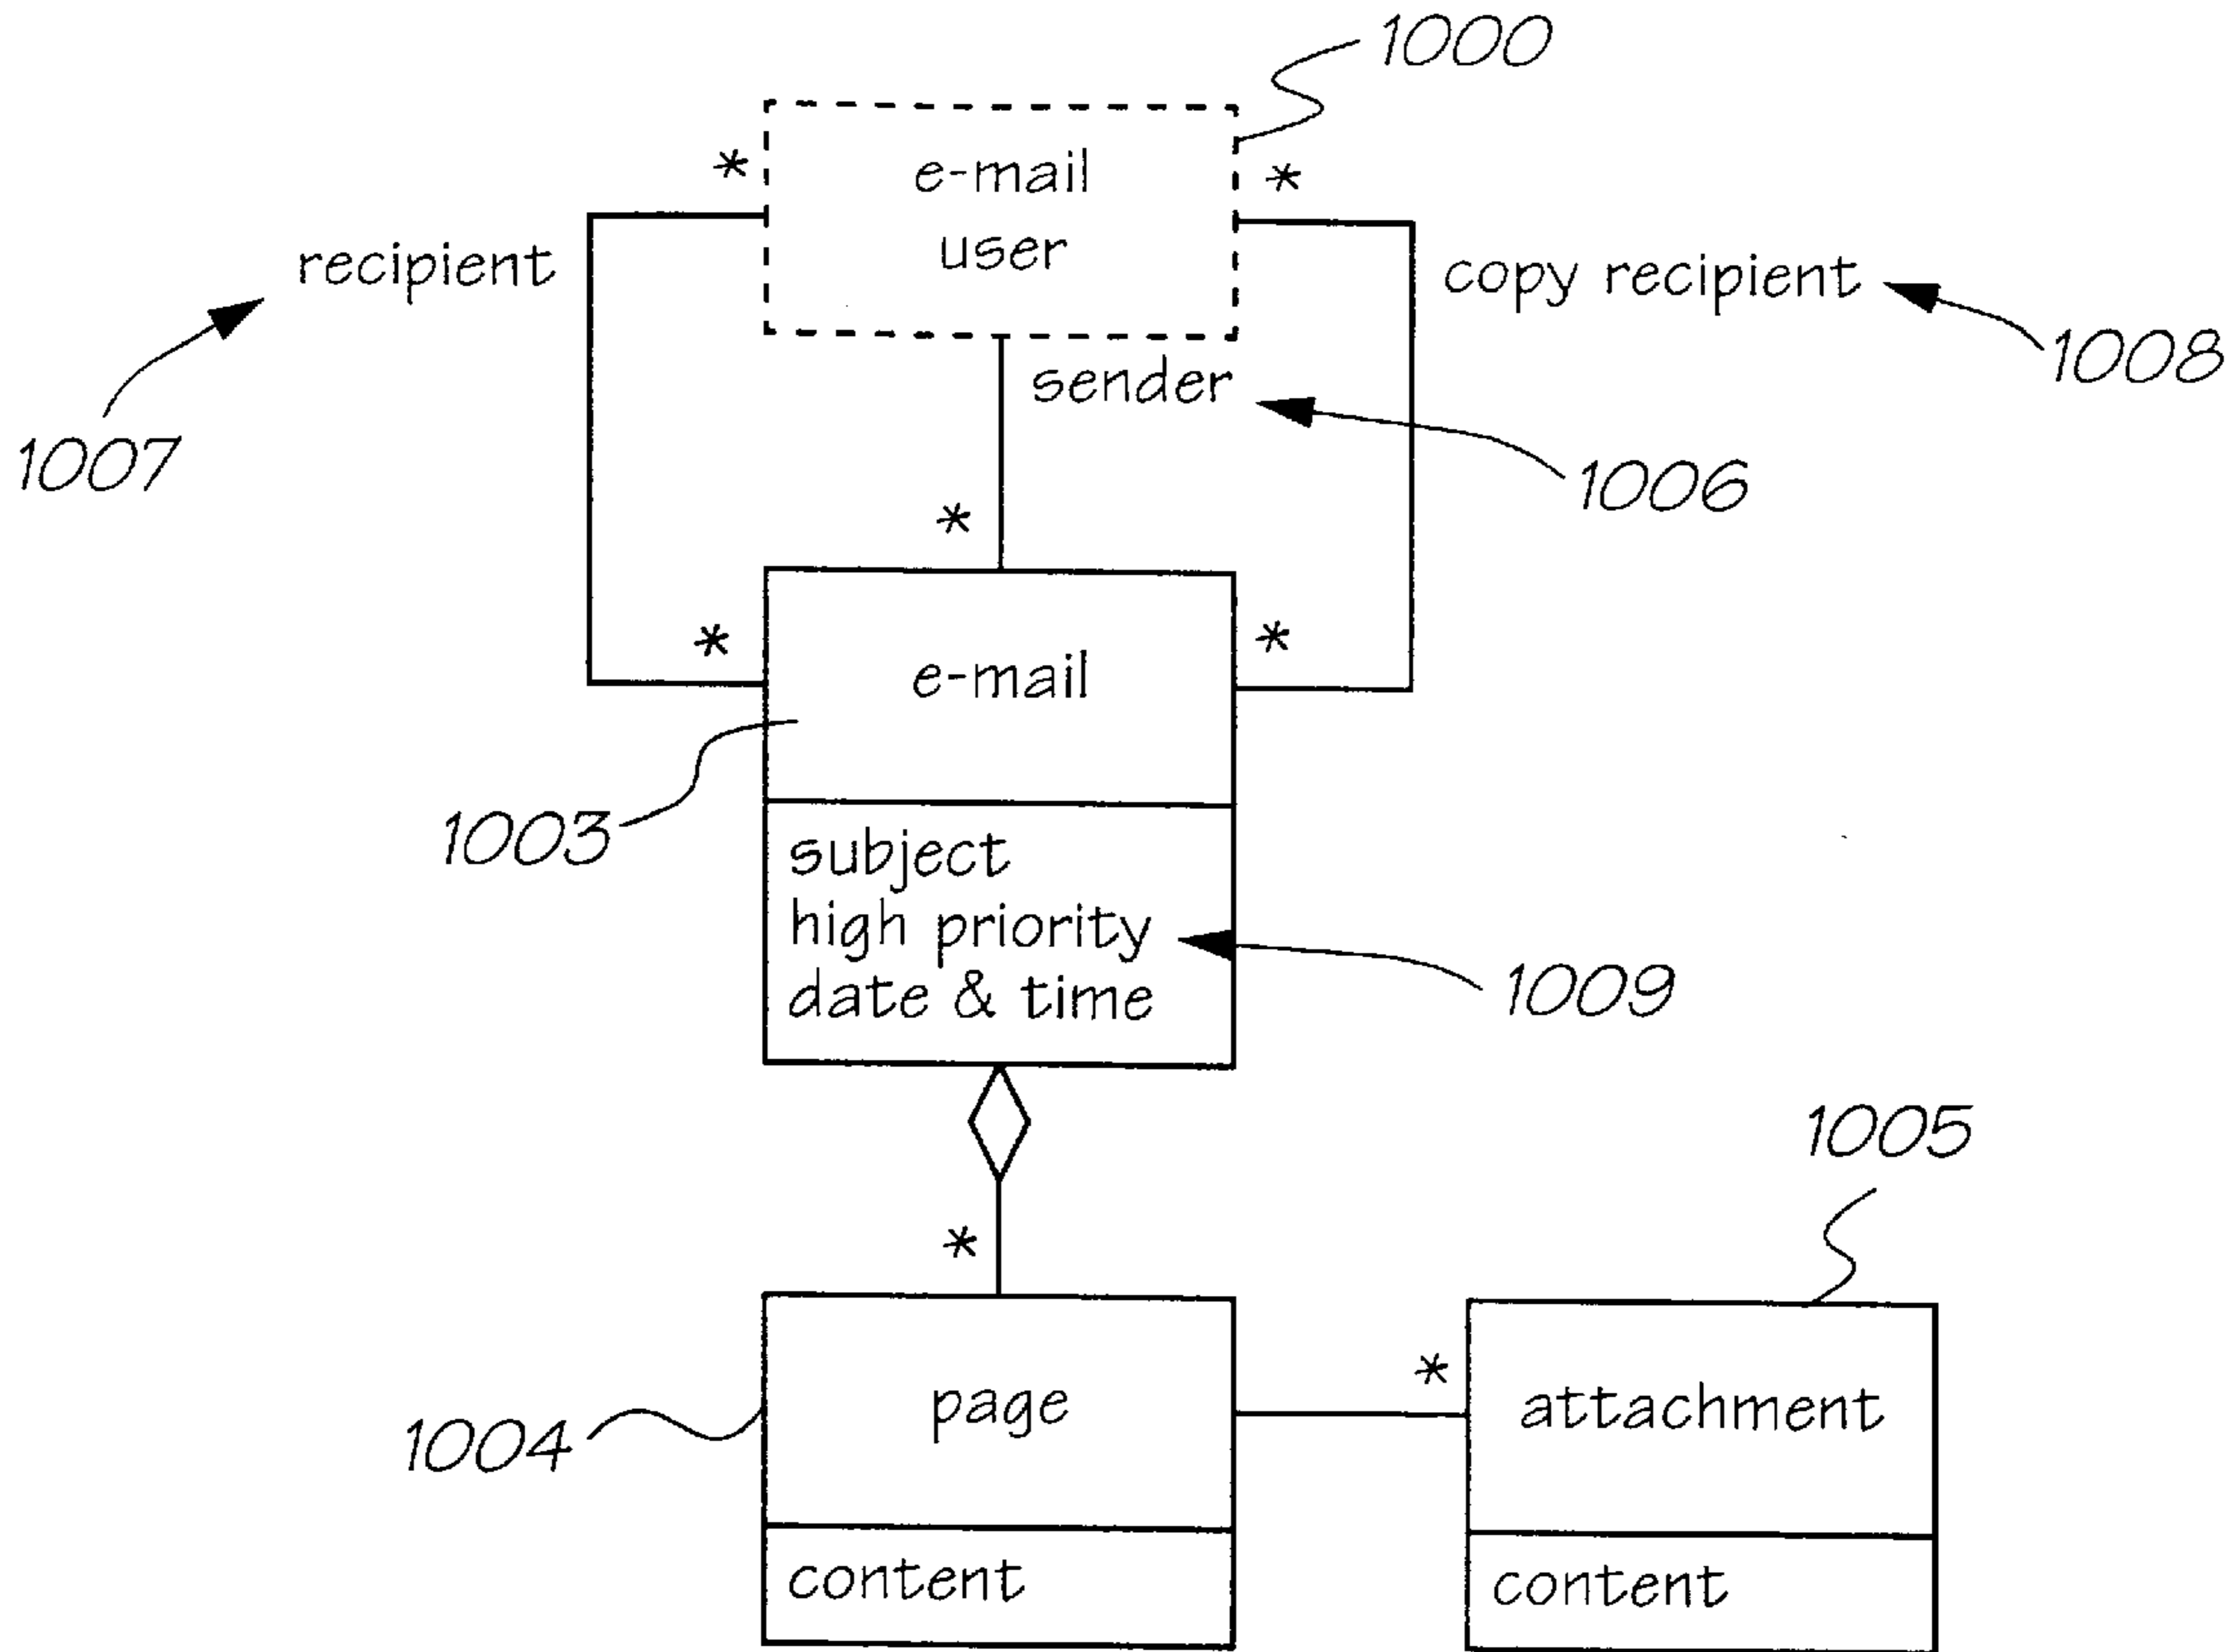 1000
*
e-mail
user
*
recipient
copy recipient
1008
sender
1007
1006
*
*
e-mail
*
1003
subject
high priority
date & time
1009
1005
*
page
*
attachment
1004
content
content